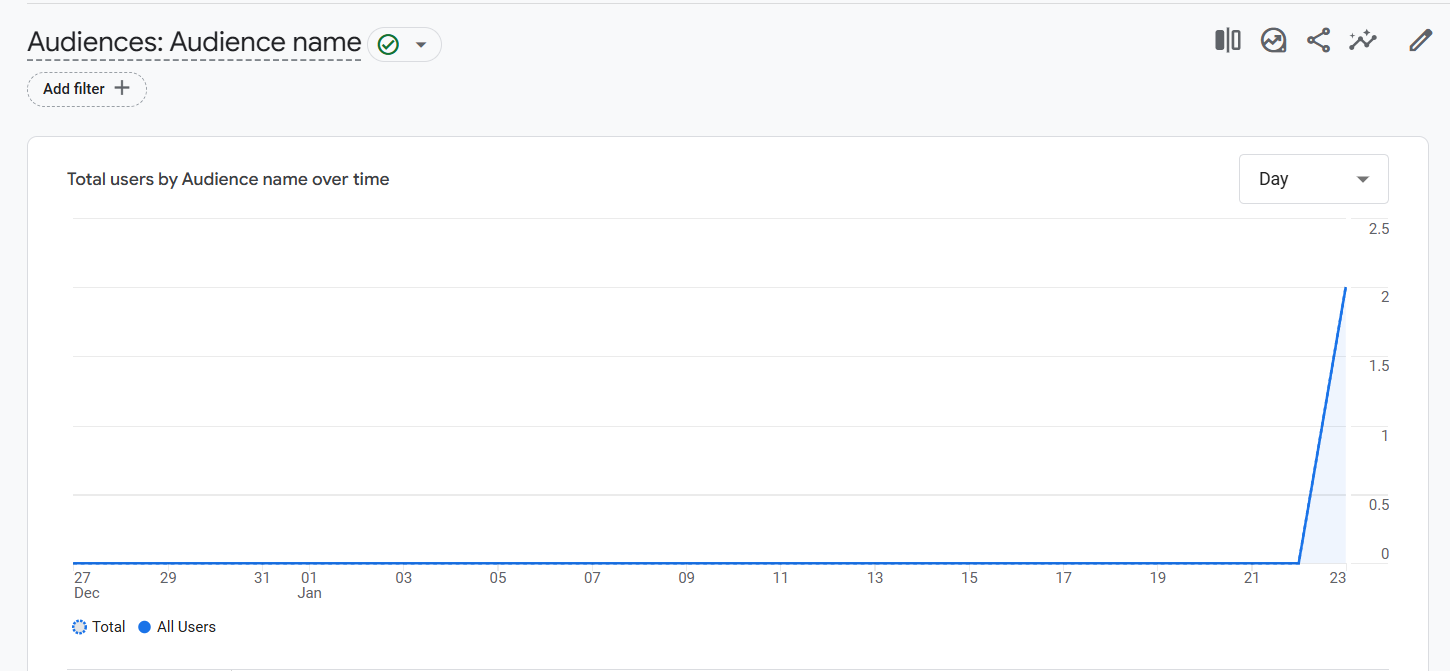 Audiences: Audience name
Add filter +
Total users by Audience name over time
Day
2.5
2
1.5
1
0.5
0
27 29 31 01 03 05 07 09 11 13 15 17 19 21 23
Dec Jan
Total All Users